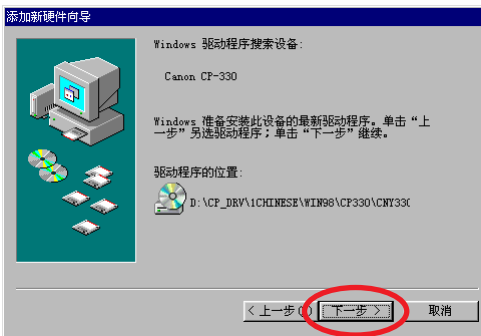 添加新硬件向导
Windows 驱动程序搜索设备:
Canon CP-330
Windows 准备安装此设备的最新驱动程序。单击“上
一步”另选驱动程序；单击“下一步”继续。
驱动程序的位置:
D:\CP_DRV\1CHINESE\WIN98\CP330\CNY330
< 上一步 下一步 > 取消